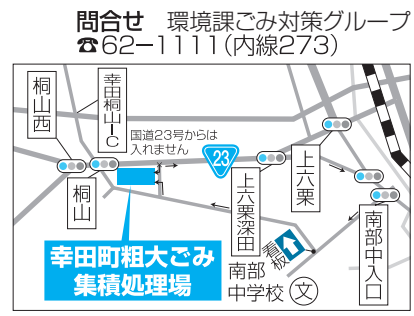 問合せ 環境課ごみ対策グループ
☎62−1111(内線273)
桐山西
幸田桐山IC
国道23号からは
入れません
23
上六栗
桐山
上六栗深田
南部中入口
看板
幸田町粗大ごみ
集積処理場
南部
中学校
文